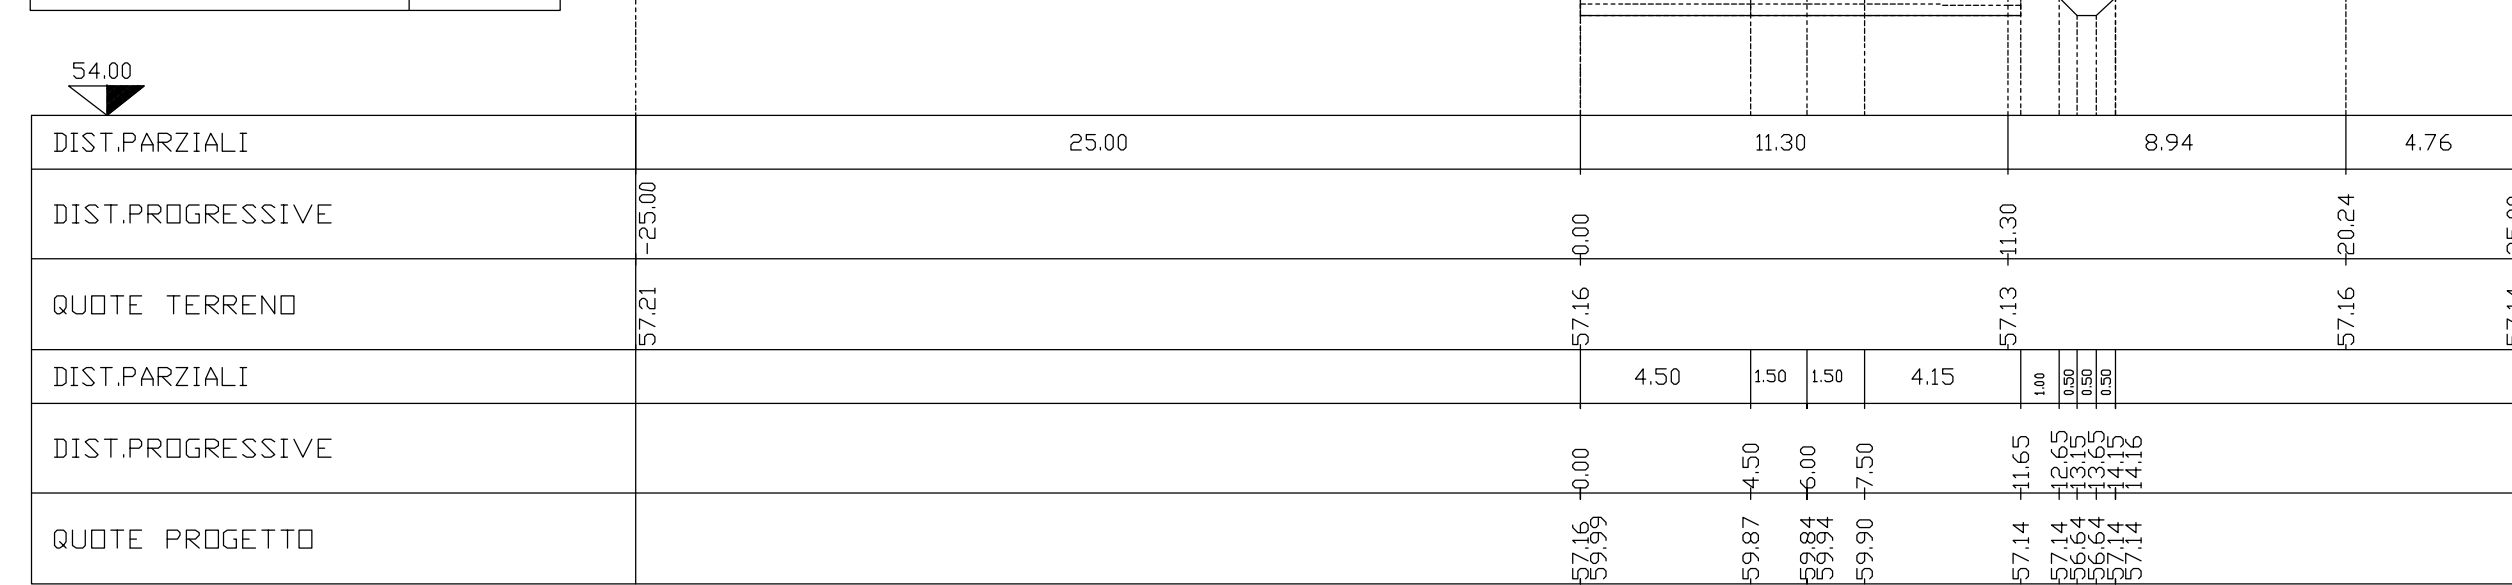 54.00
DIST.PARZIALI 25.00 11.30 8.94 4.76
DIST.PROGRESSIVE -25.00 0.00 11.30 20.24
QUOTE TERRENO 57.21 57.16 57.13 57.16
DIST.PARZIALI 4.50 1.50 1.50 4.15 1.00 0.50 0.50 0.50
DIST.PROGRESSIVE 0.00 4.50 6.00 7.50 11.65 12.65 13.15 13.65 14.15 14.16
QUOTE PROGETTO 57.16 59.99 59.87 59.84 59.94 59.90 57.14 57.14 56.64 56.64 57.14 57.14